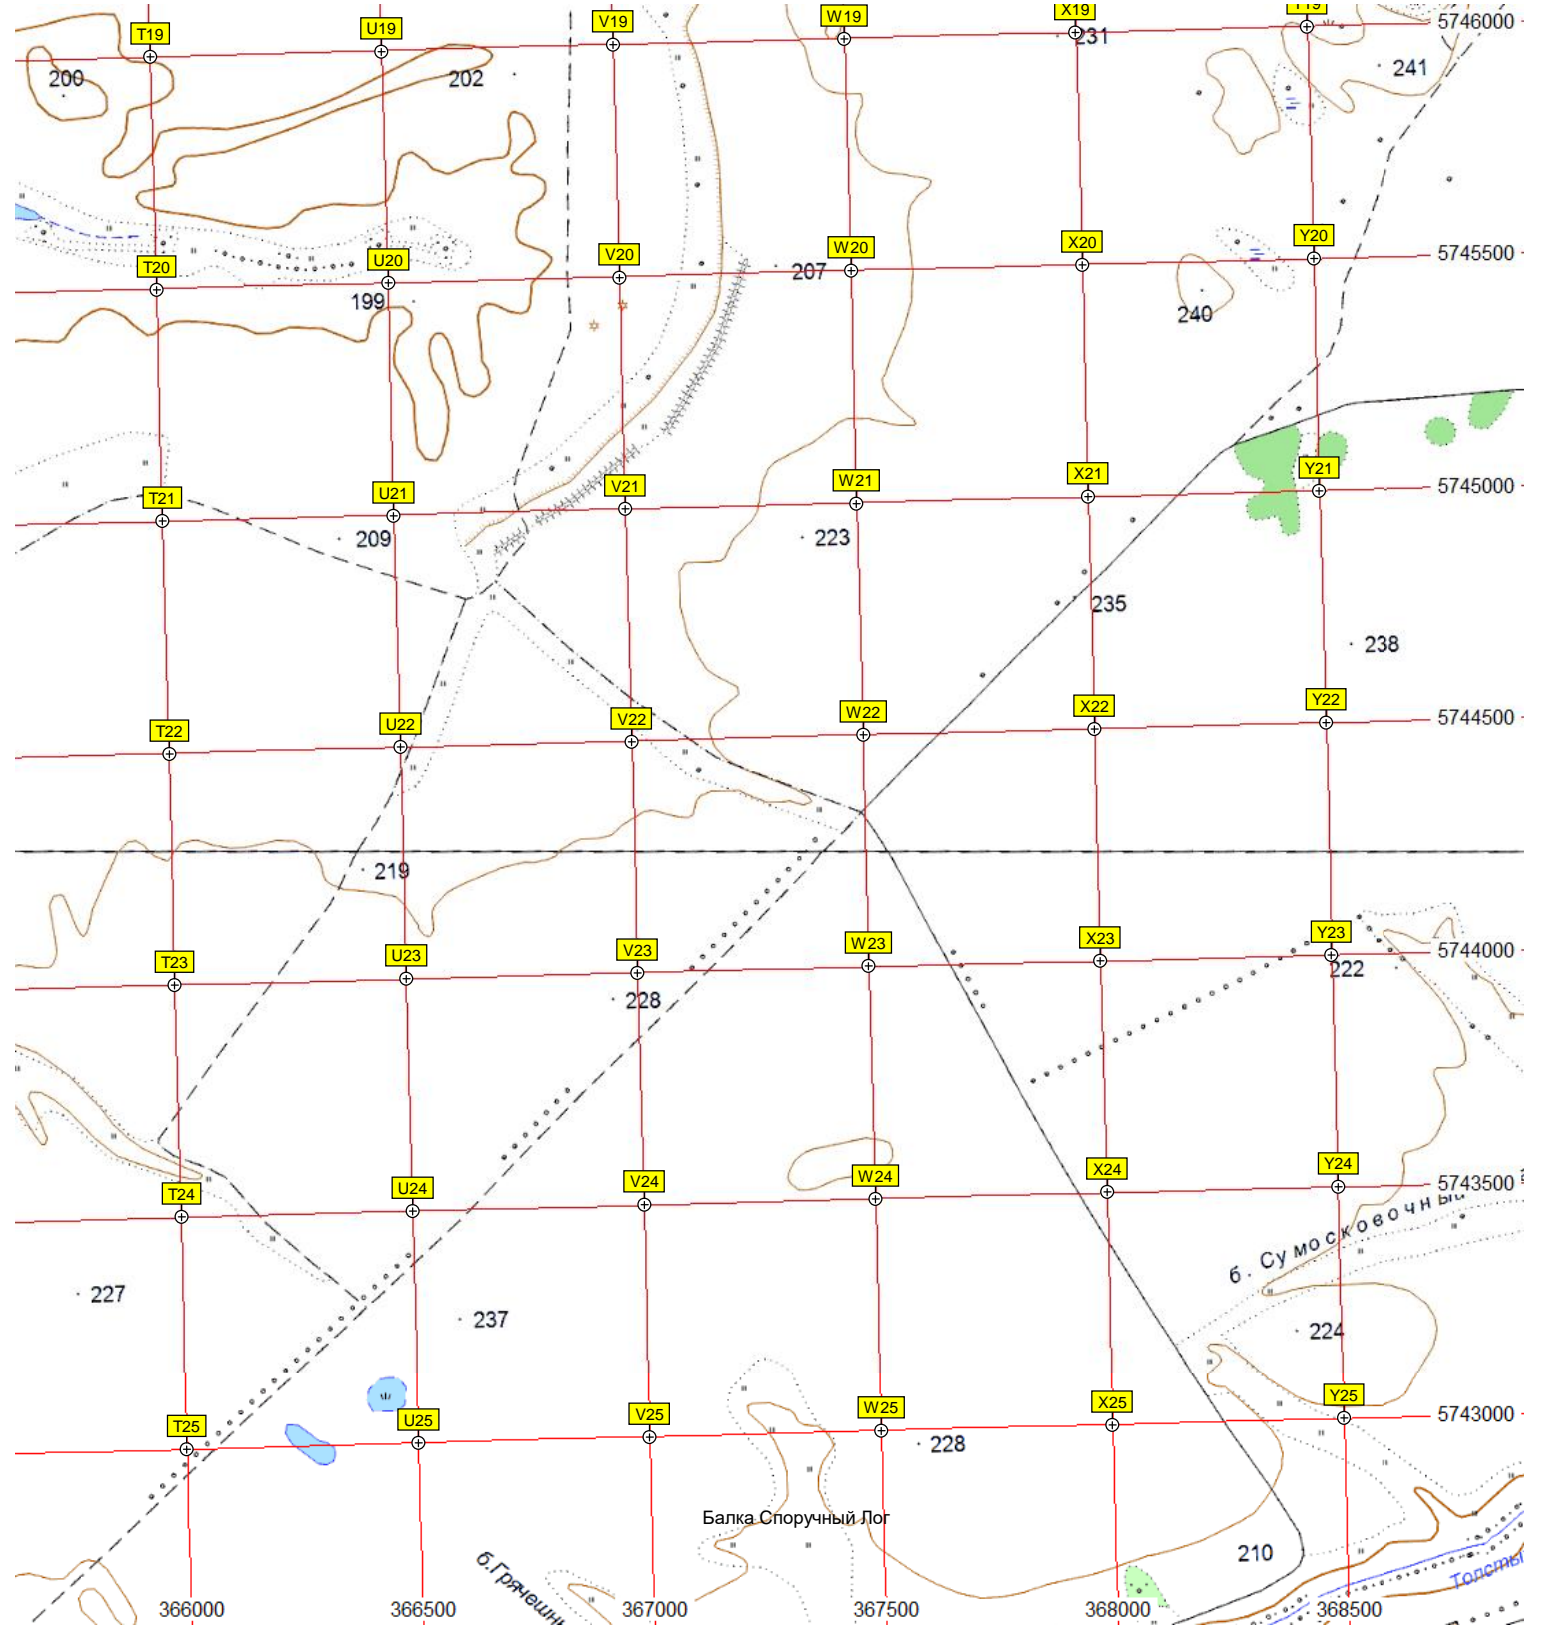 T19 U19 V19 W19 X19 Y19 5746000
200 202 231 241
T20 U20 V20 W20 X20 Y20 5745500
199 207 240
T21 U21 V21 W21 X21 Y21 5745000
209 223 235 238
T22 U22 V22 W22 X22 Y22 5744500
219
T23 U23 V23 W23 X23 Y23 5744000
228 222
T24 U24 V24 W24 X24 Y24 5743500
б. Сумосковочный
227 237 224
T25 U25 V25 W25 X25 Y25 5743000
228
Балка Споручный Лог
210
б.Грячешн
Толсты
366000 366500 367000 367500 368000 368500